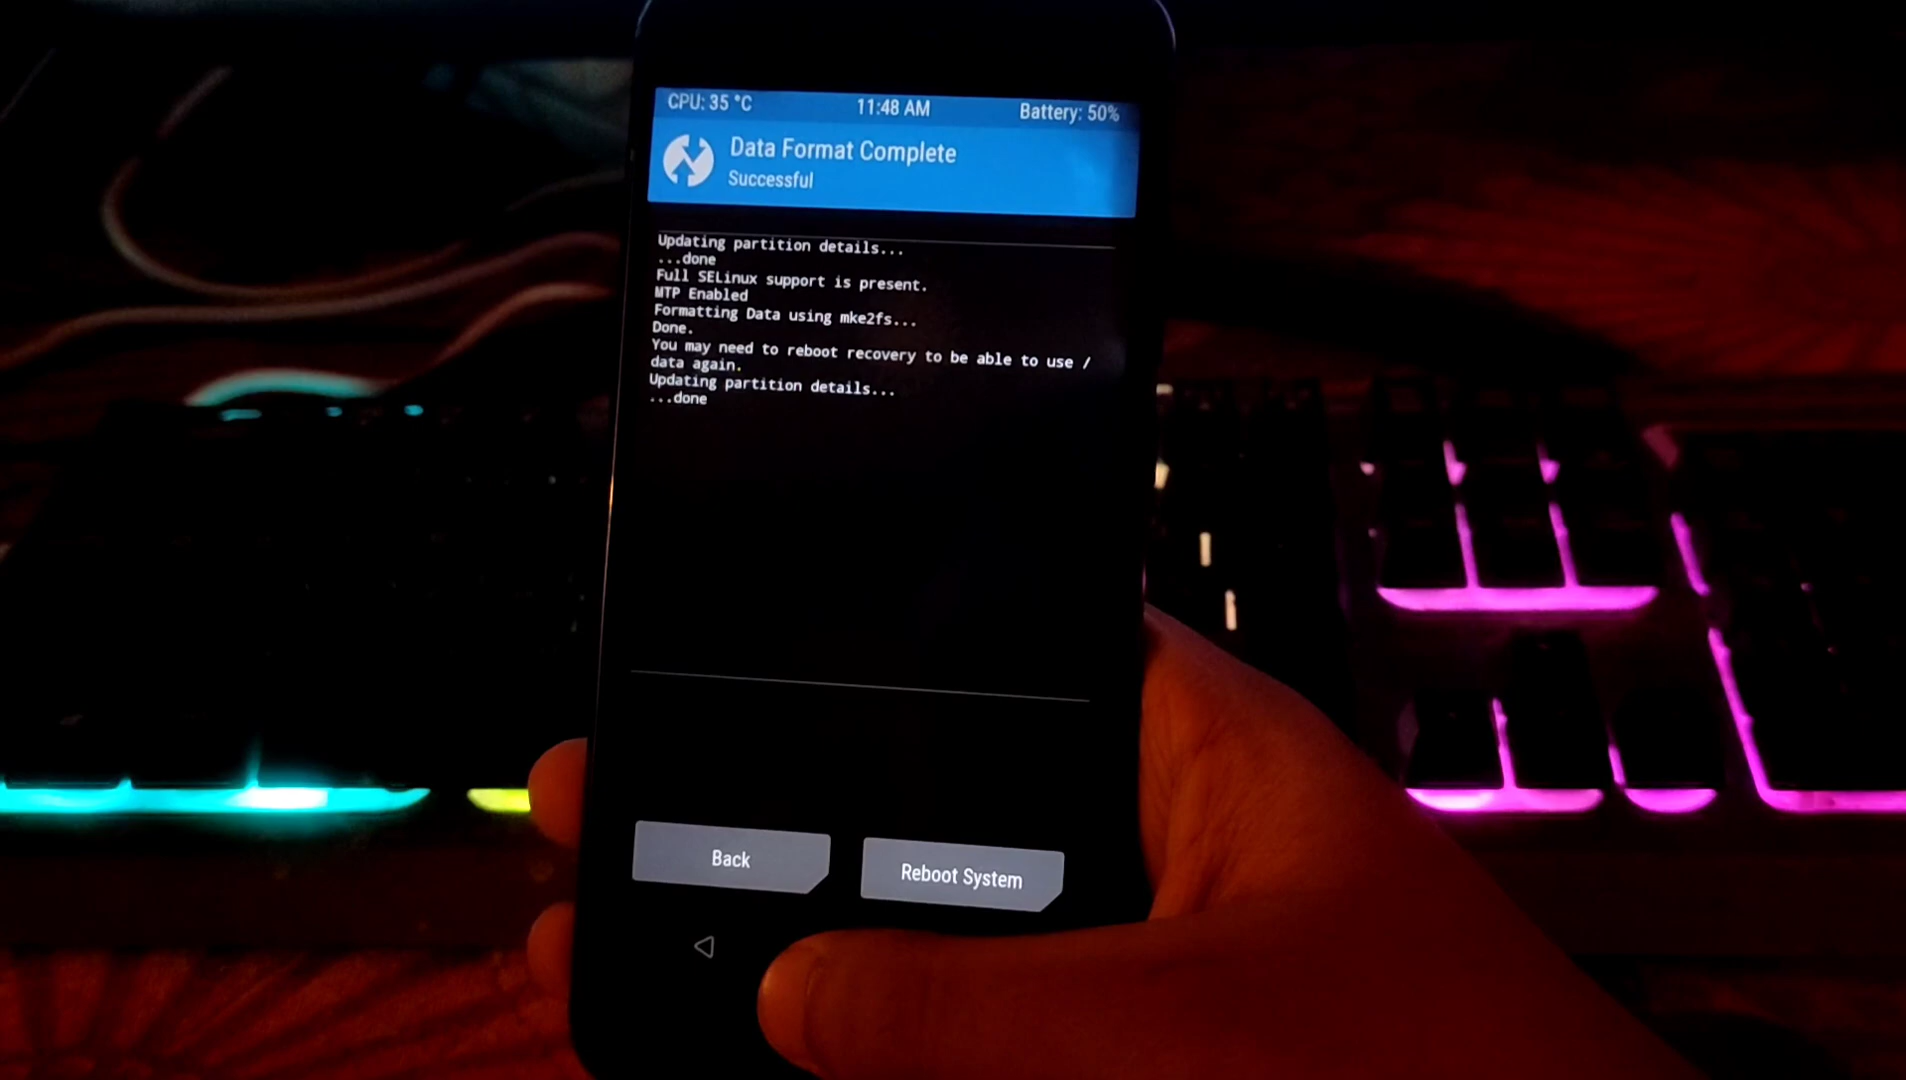 CPU: 35 °C 11:48 AM Battery: 50%
Data Format Complete
Successful
Updating partition details...
...done
Full SELinux support is present.
MTP Enabled
Formatting Data using mke2fs...
Done.
You may need to reboot recovery to be able to use /
data again.
Updating partition details...
...done
Back Reboot System